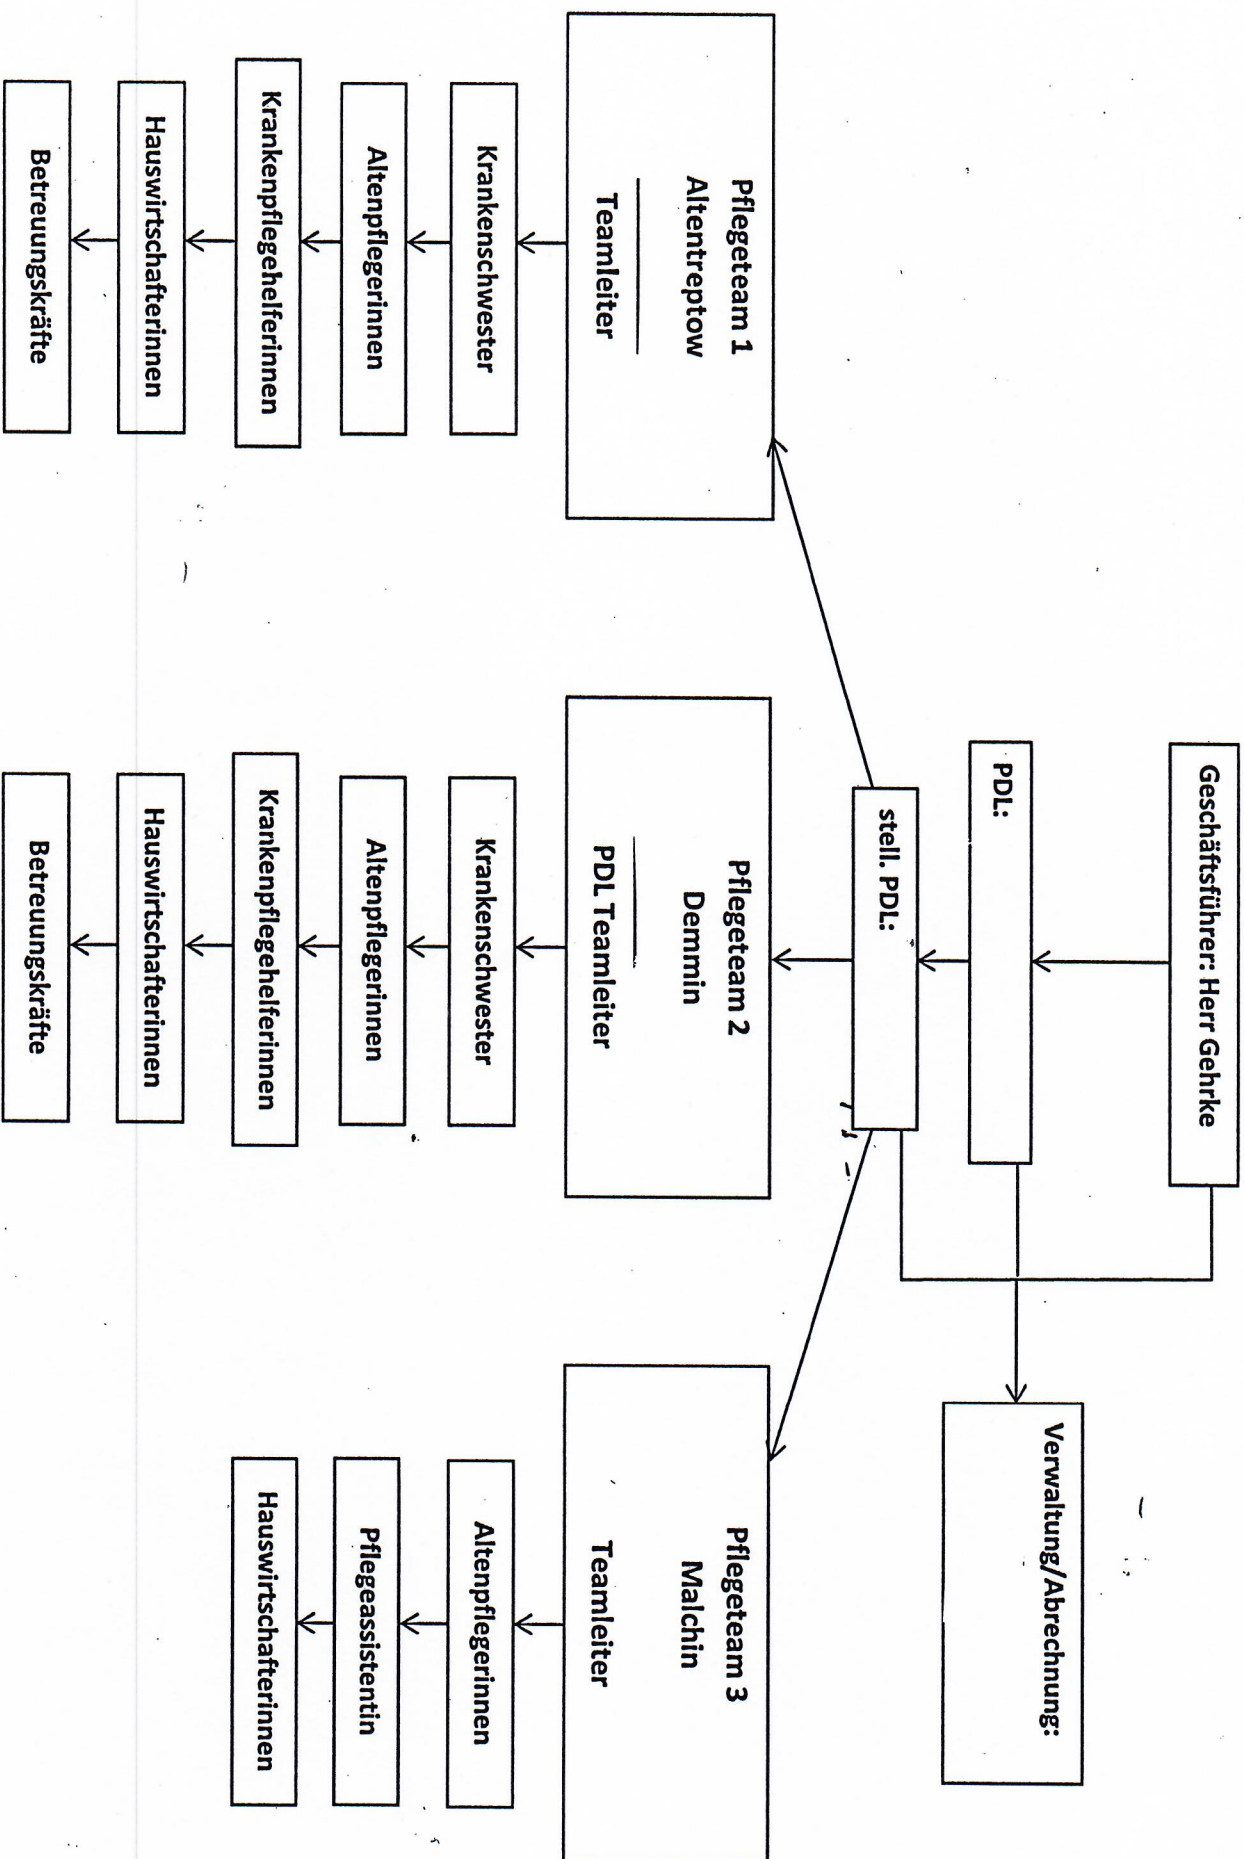 Geschäftsführer: Herr Gehrke
PDL:
Verwaltung/Abrechnung:
stell. PDL:
Pflegeteam 1
Altentreptow
Teamleiter
Krankenschwester
Altenpflegerinnen
Krankenpflegehelferinnen
Hauswirtschafterinnen
Betreuungskräfte
Pflegeteam 2
Demmin
PDL Teamleiter
Krankenschwester
Altenpflegerinnen
Krankenpflegehelferinnen
Hauswirtschafterinnen
Betreuungskräfte
Pflegeteam 3
Malchin
Teamleiter
Altenpflegerinnen
Pflegeassistentin
Hauswirtschafterinnen